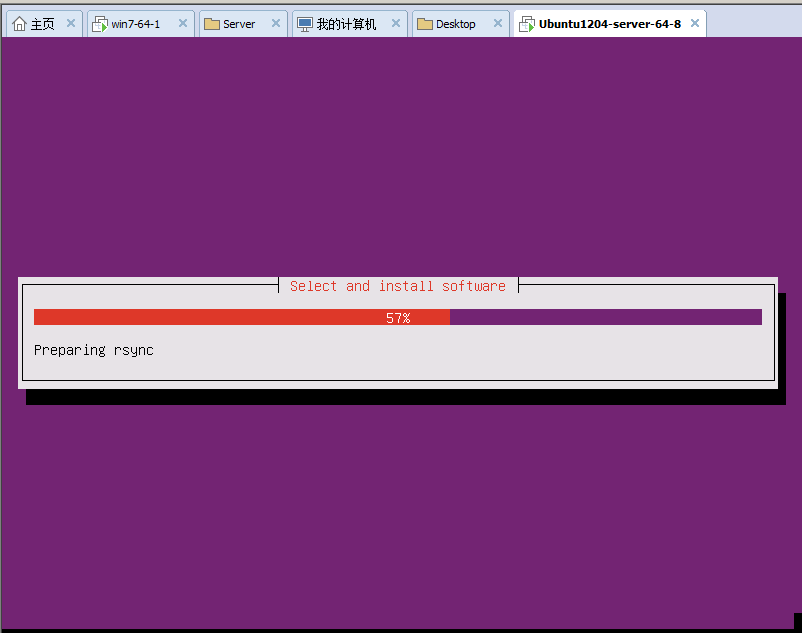 主页 win7-64-1 Server 我的计算机 Desktop Ubuntu1204-server-64-8
Select and install software
57%
Preparing rsync